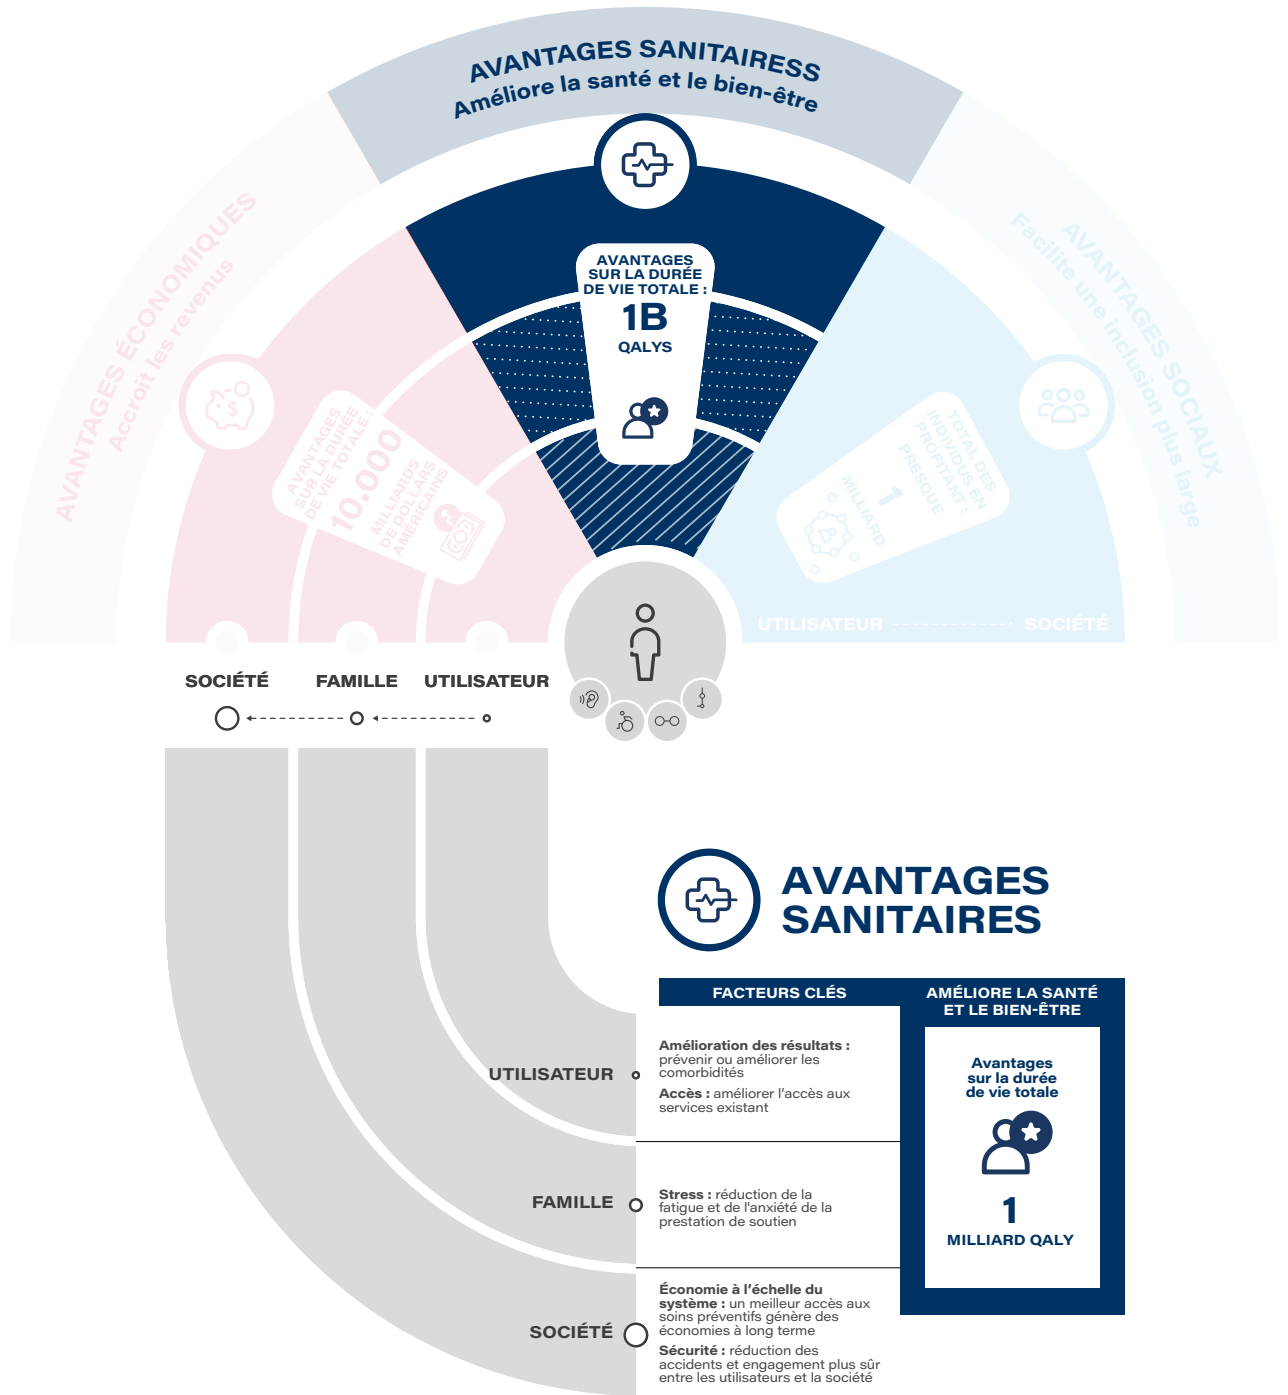 AVANTAGES SANITAIRESS
Améliore la santé et le bien-être
AVANTAGES ÉCONOMIQUES
Accroit les revenus
AVANTAGES SOCIAUX
Facilite une inclusion plus large
AVANTAGES
SUR LA DURÉE
DE VIE TOTALE :
10.000
MILLIARDS
DE DOLLARS
AMÉRICAINS
AVANTAGES
SUR LA DURÉE
DE VIE TOTALE :
1B
QALYS
TOTAL DES
INDIVIDUS EN
PROFITANT :
PRESQUE
1
MILLIARD
UTILISATEUR
SOCIÉTÉ
SOCIÉTÉ
FAMILLE
UTILISATEUR
AVANTAGES
SANITAIRES
FACTEURS CLÉS
AMÉLIORE LA SANTÉ
ET LE BIEN-ÊTRE
UTILISATEUR
Amélioration des résultats :
prévenir ou améliorer les
comorbidités
Accès : améliorer l'accès aux
services existant
FAMILLE
Stress : réduction de la
fatigue et de l'anxiété de la
prestation de soutien
SOCIÉTÉ
Économie à l'échelle du
système : un meilleur accès aux
soins préventifs génère des
économies à long terme
Sécurité : réduction des
accidents et engagement plus sûr
entre les utilisateurs et la société
Avantages
sur la durée
de vie totale
1
MILLIARD QALY